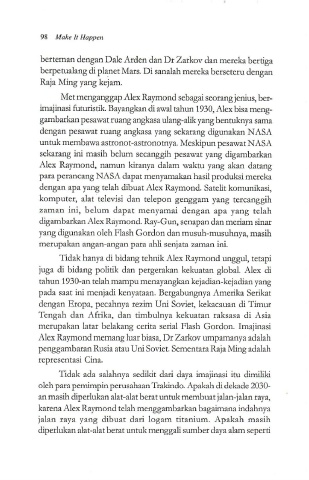 98 Make It Happen
berteman dengan Dale Arden dan Dr Zarkov dan mereka bertiga
berpetualang di planet Mars. Di sanalah mereka berseteru dengan
Raja Ming yang kejam.
Met menganggap Alex Raymond sebagai seorang jenius, ber-
imajinasi futuristik. Bayangkan di awal tahun 1930, Alex bisa meng-
gambarkan pesawat ruang angkasa ulang-alik yang bentuknya sama
dengan pesawat ruang angkasa yang sekarang digunakan NASA
untuk membawa astronot-astronotnya. Meskipun pesawat NASA
sekarang ini masih belum secanggih pesawat yang digambarkan
Alex Raymond, namun kiranya dalam waktu yang akan datang
para perancang NASA dapat menyamakan hasil produksi mereka
dengan apa yang telah dibuat Alex Raymond. Satelit komunikasi,
komputer, alat televisi dan telepon genggam yang tercanggih
zaman ini, belum dapat menyamai dengan apa yang telah
digambarkan Alex Raymond. Ray-Gun, senapan dan meriam sinar
yang digunakan oleh Flash Gordon dan musuh-musuhnya, masih
merupakan angan-angan para ahli senjata zaman ini.
Tidak hanya di bidang tehnik Alex Raymond unggul, tetapi
juga di bidang politik dan pergerakan kekuatan global. Alex di
tahun 1930-an telah mampu menayangkan kejadian-kejadian yang
pada saat ini menjadi kenyataan. Bergabungnya Amerika Serikat
dengan Eropa, pecahnya rezim Uni Soviet, kekacauan di Timur
Tengah dan Afrika, dan timbulnya kekuatan raksasa di Asia
merupakan latar belakang cerita serial Flash Gordon. Imajinasi
Alex Raymond memang luar biasa, Dr Zarkov umpamanya adalah
penggambaran Rusia atau Uni Soviet. Sementara Raja Ming adalah
representasi Cina.
Tidak ada salahnya sedikit dari daya imajinasi itu dimiliki
oleh para pemimpin perusahaan Trakindo. Apakah di dekade 2030-
an masih diperlukan alat-alat berat untuk membuat jalan-jalan raya,
karena Alex Raymond telah menggambarkan bagaimana indahnya
jalan raya yang dibuat dari logam titanium. Apakah masih
diperlukan alat-alat berat untuk menggali sumber daya alam seperti